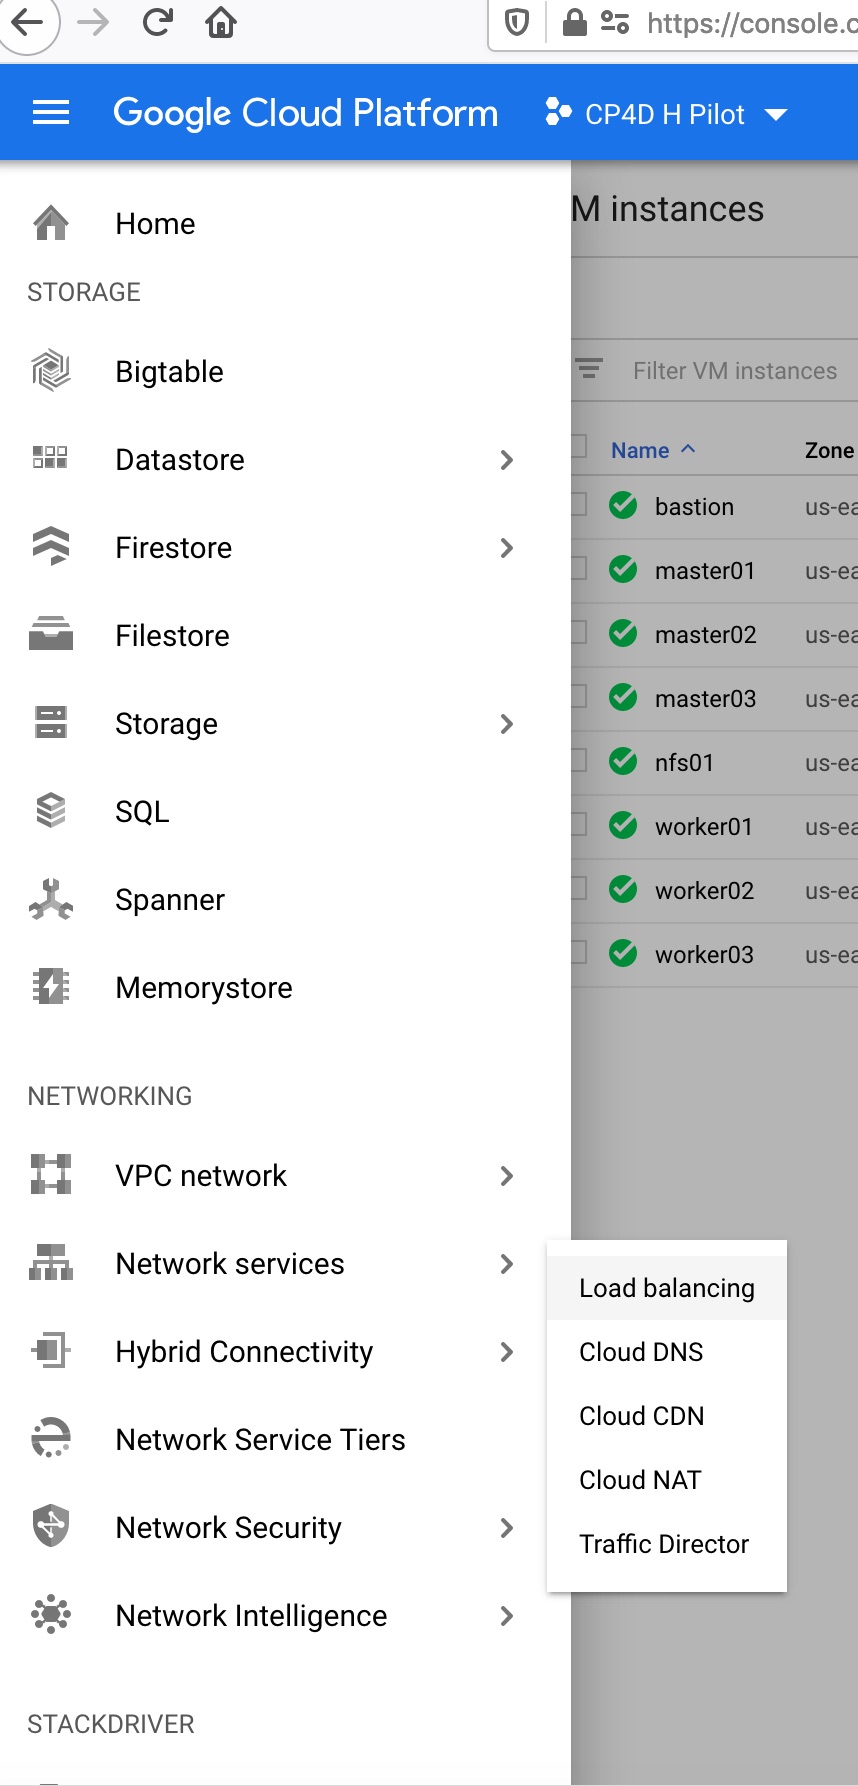 https://console.c
Google Cloud Platform
CP4D H Pilot
Home
STORAGE
Bigtable
Datastore
Firestore
Filestore
Storage
SQL
Spanner
Memorystore
NETWORKING
VPC network
Network services
Hybrid Connectivity
Network Service Tiers
Network Security
Network Intelligence
STACKDRIVER
Load balancing
Cloud DNS
Cloud CDN
Cloud NAT
Traffic Director
M instances
Filter VM instances
Name Zone
bastion us-ea
master01 us-ea
master02 us-ea
master03 us-ea
nfs01 us-ea
worker01 us-ea
worker02 us-ea
worker03 us-ea